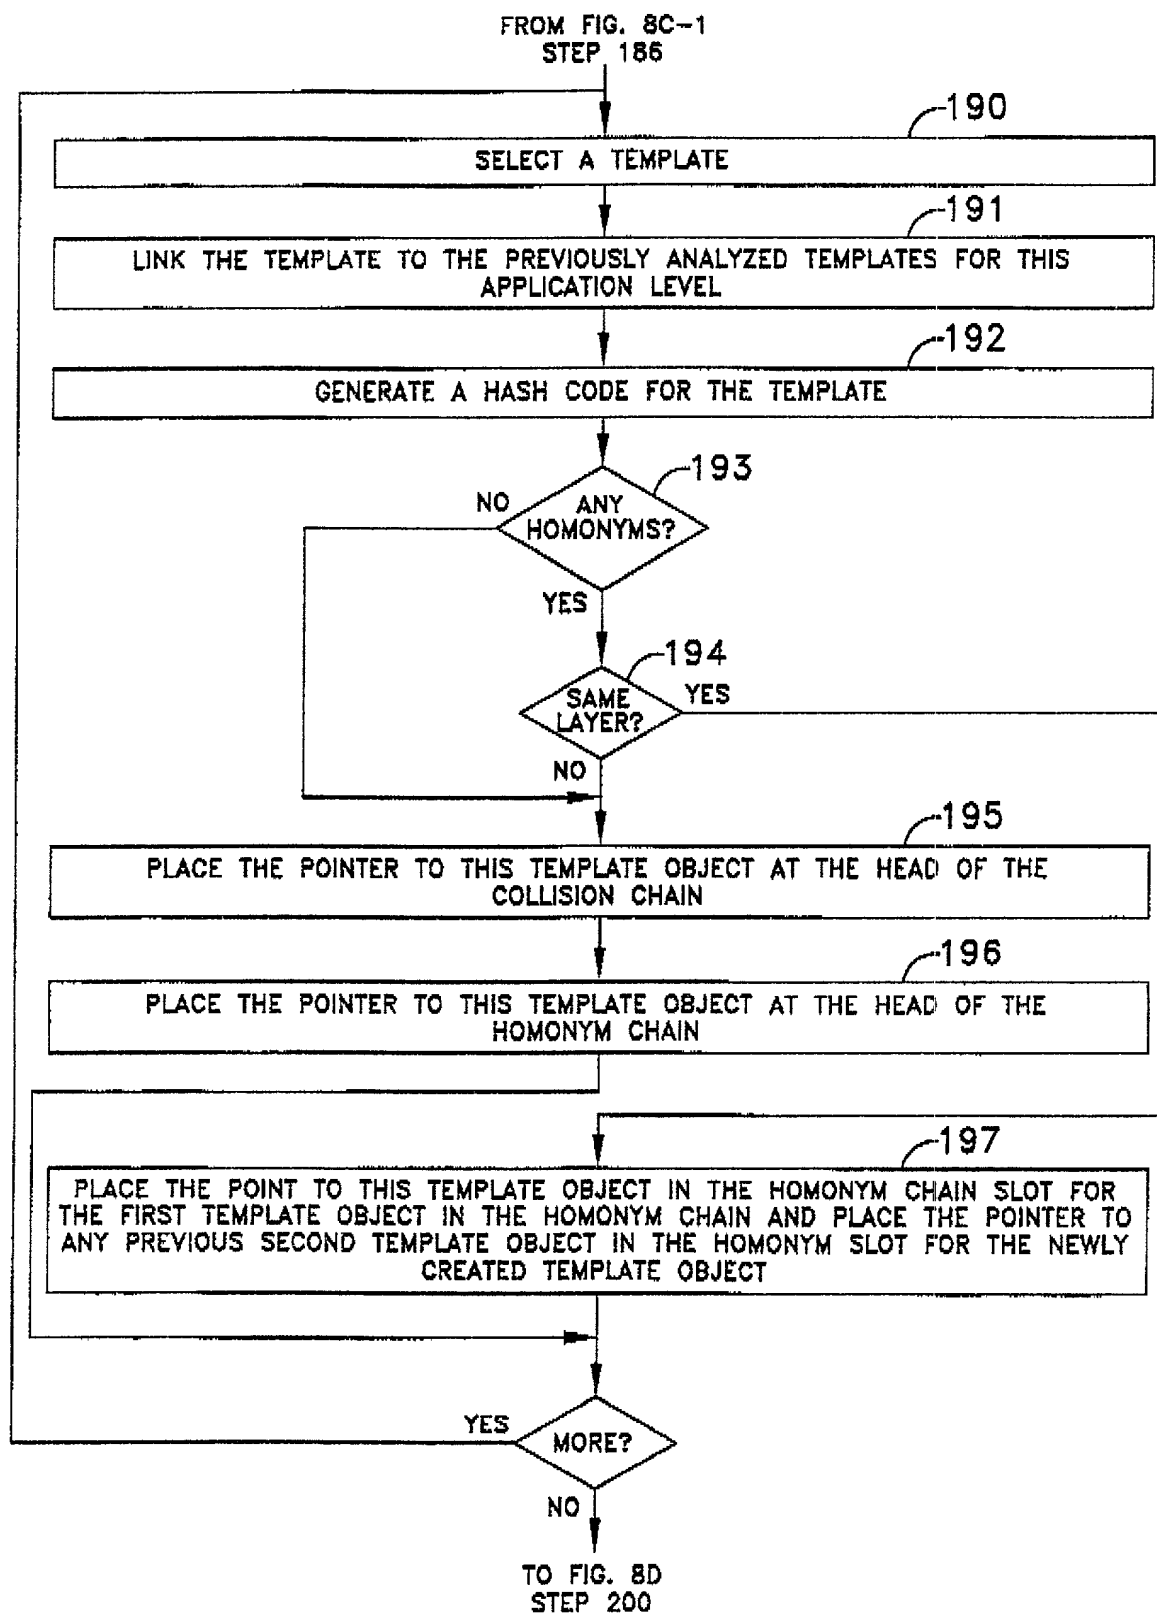 FROM FIG. 8C-1
STEP 186
190
SELECT A TEMPLATE
191
LINK THE TEMPLATE TO THE PREVIOUSLY ANALYZED TEMPLATES FOR THIS
APPLICATION LEVEL
192
GENERATE A HASH CODE FOR THE TEMPLATE
193
NO
ANY
HOMONYMS?
YES
194
SAME
LAYER?
YES
NO
195
PLACE THE POINTER TO THIS TEMPLATE OBJECT AT THE HEAD OF THE
COLLISION CHAIN
196
PLACE THE POINTER TO THIS TEMPLATE OBJECT AT THE HEAD OF THE
HOMONYM CHAIN
197
PLACE THE POINT TO THIS TEMPLATE OBJECT IN THE HOMONYM CHAIN SLOT FOR
THE FIRST TEMPLATE OBJECT IN THE HOMONYM CHAIN AND PLACE THE POINTER TO
ANY PREVIOUS SECOND TEMPLATE OBJECT IN THE HOMONYM SLOT FOR THE NEWLY
CREATED TEMPLATE OBJECT
YES
MORE?
NO
TO FIG. 8D
STEP 200